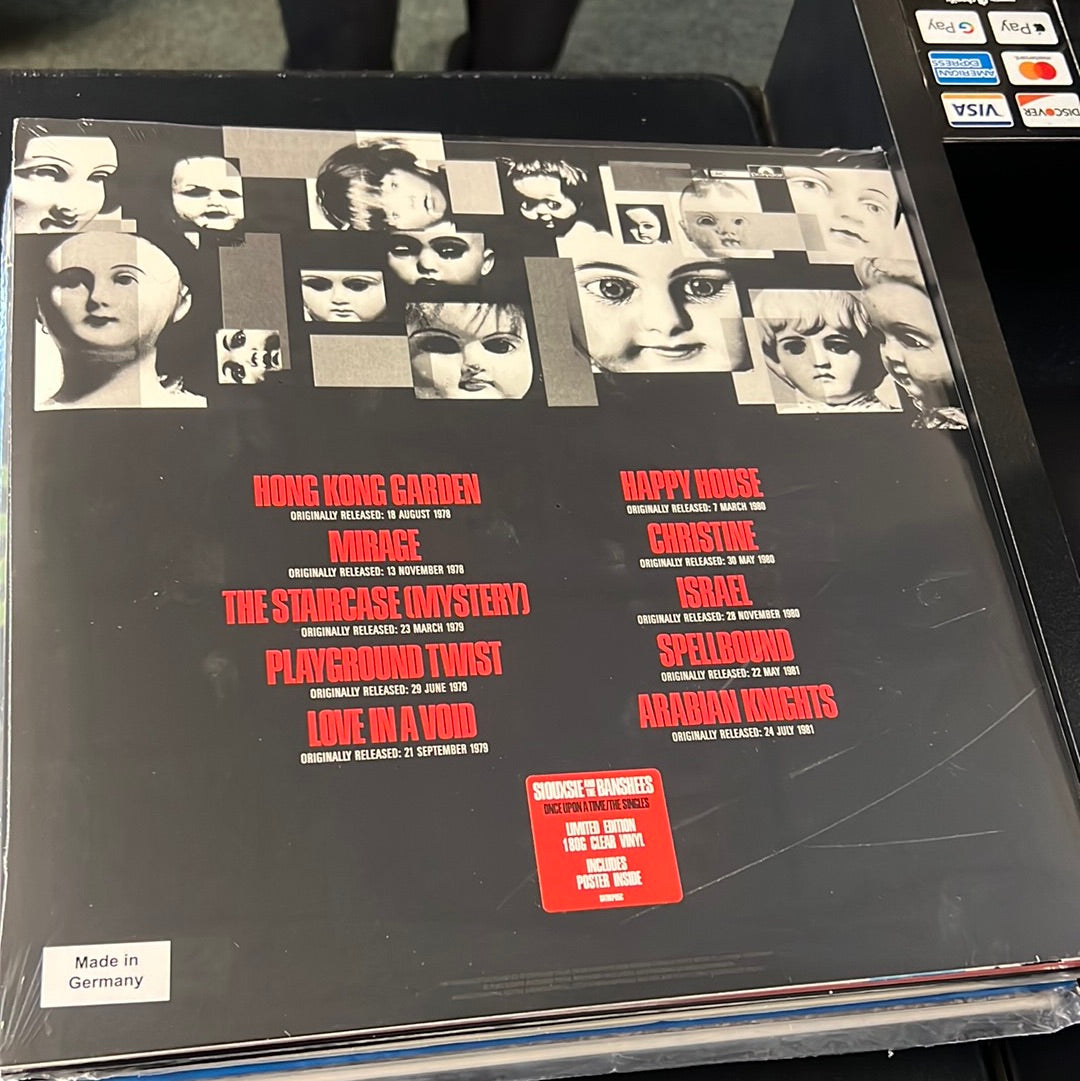 G Pay
Pay
AMERICAN
EXPRESS
mastercard
VISA
DISCOVER
HONG KONG GARDEN
ORIGINALLY RELEASED: 18 AUGUST 1978
MIRAGE
ORIGINALLY RELEASED: 13 NOVEMBER 1978
THE STAIRCASE (MYSTERY)
ORIGINALLY RELEASED: 23 MARCH 1979
PLAYGROUND TWIST
ORIGINALLY RELEASED: 29 JUNE 1979
LOVE IN A VOID
ORIGINALLY RELEASED: 21 SEPTEMBER 1979
HAPPY HOUSE
ORIGINALLY RELEASED: 7 MARCH 1980
CHRISTINE
ORIGINALLY RELEASED: 30 MAY 1980
ISRAEL
ORIGINALLY RELEASED: 28 NOVEMBER 1980
SPELLBOUND
ORIGINALLY RELEASED: 22 MAY 1981
ARABIAN KNIGHTS
ORIGINALLY RELEASED: 24 JULY 1981
SIOUXSIE AND THE BANSHEES
ONCE UPON A TIME/THE SINGLES
LIMITED EDITION
180G CLEAR VINYL
INCLUDES
POSTER INSIDE
Made in
Germany